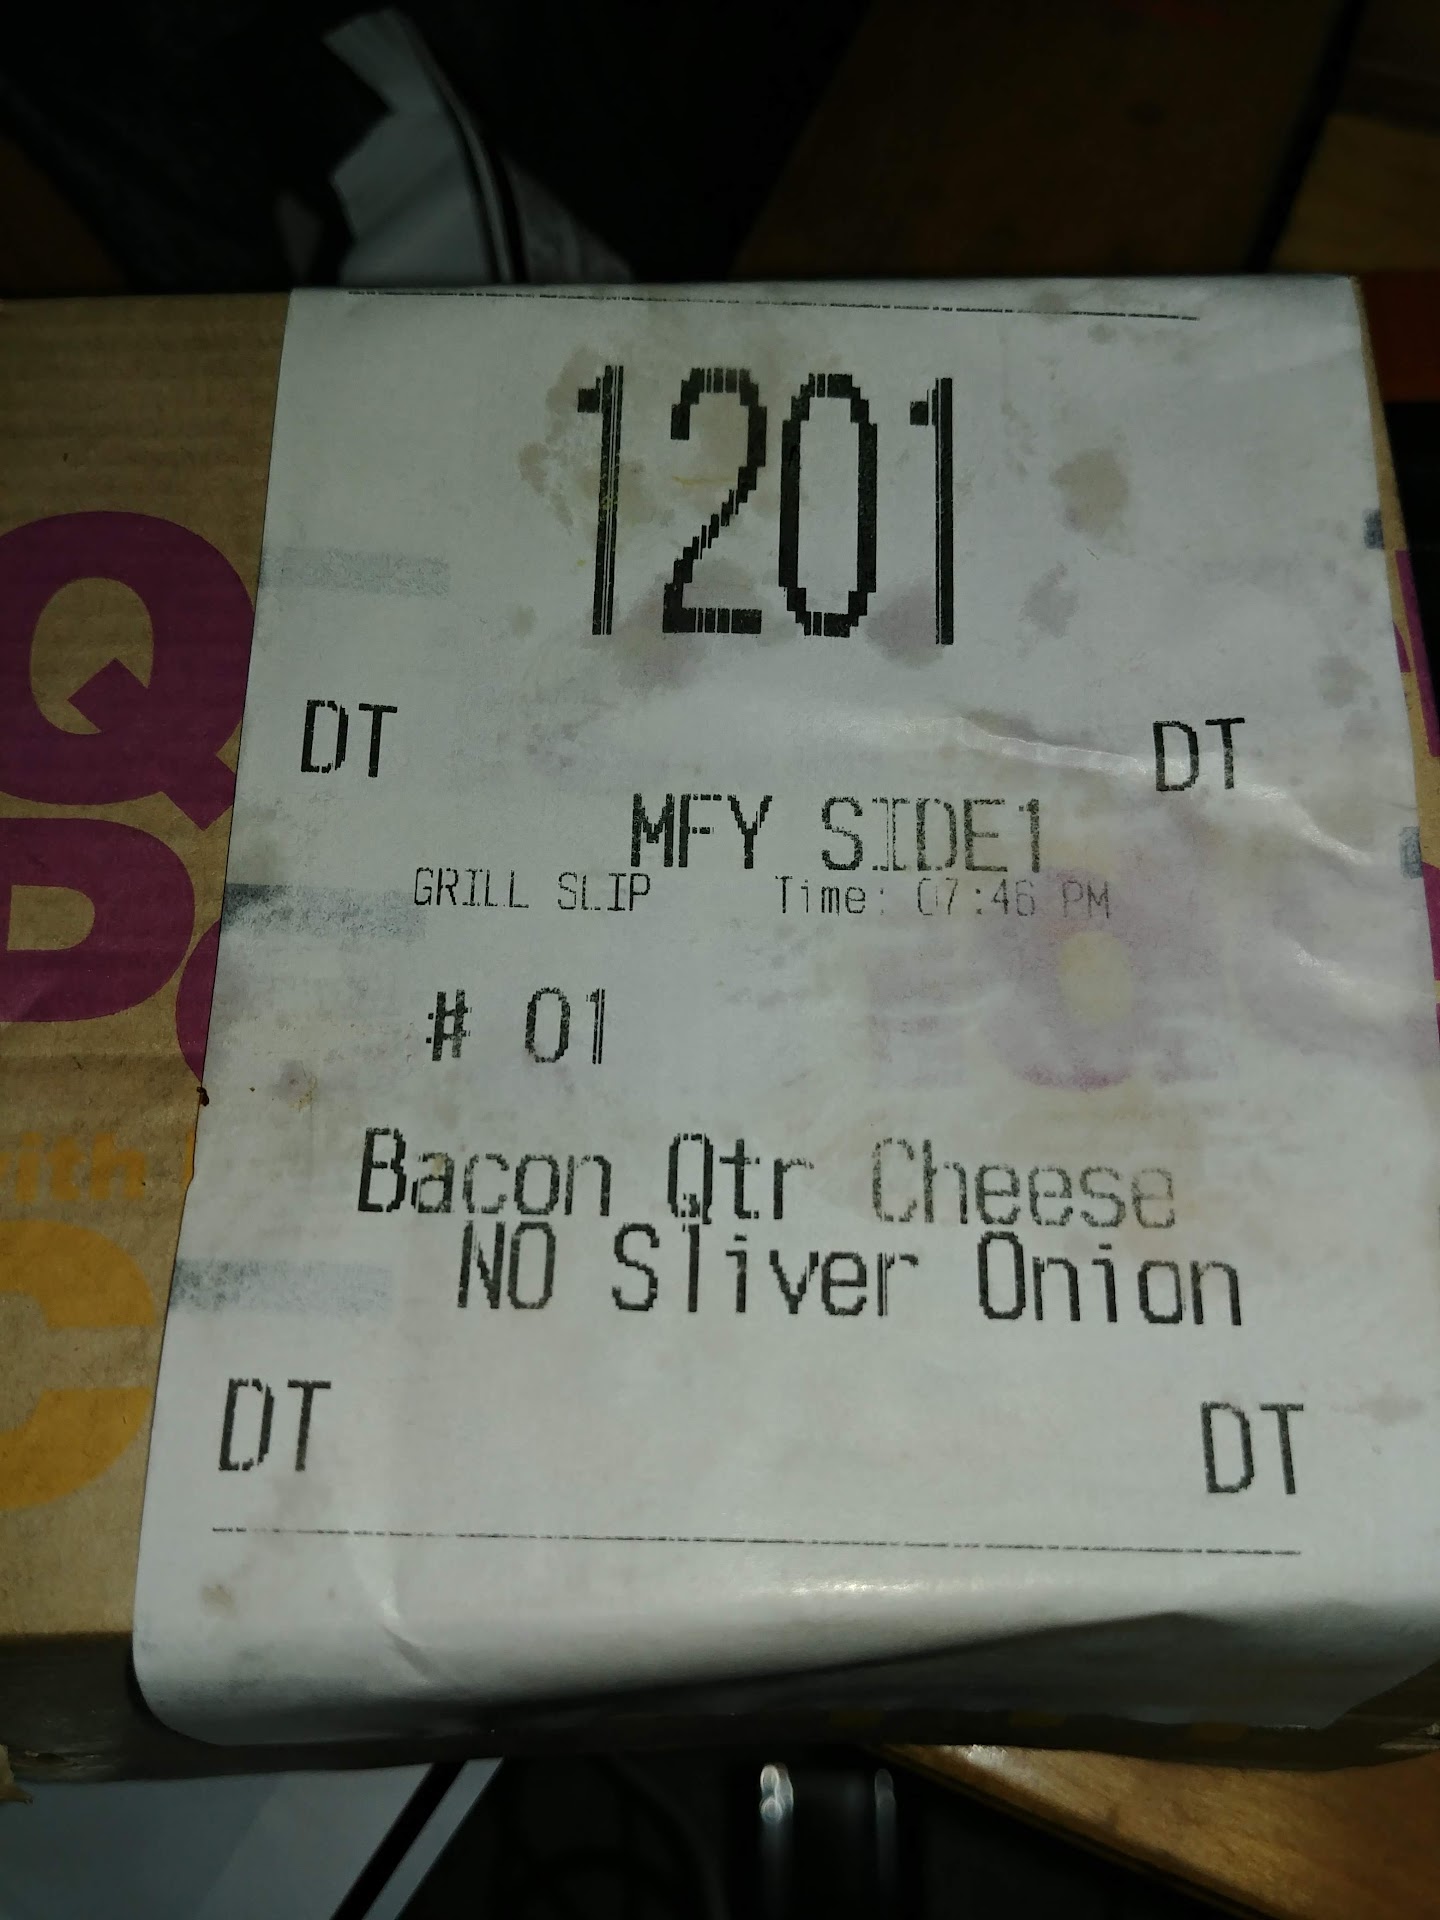 1201
DT DT
MFY SIDE1
GRILL SLIP Time: 07:46 PM
# 01
Bacon Qtr Cheese
NO Sliver Onion
DT DT
Q
P
with
C